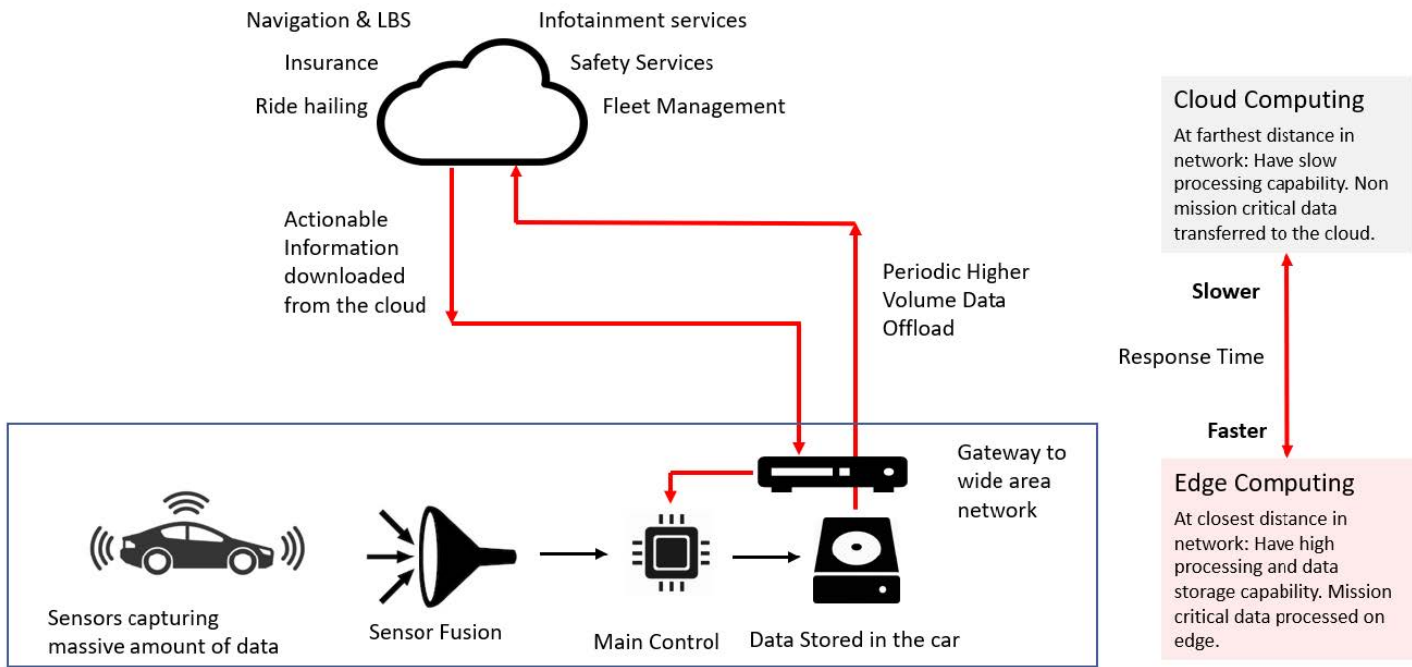 Navigation & LBS
Infotainment services
Insurance
Safety Services
Ride hailing
Fleet Management
Actionable
Information
downloaded
from the cloud
Periodic Higher
Volume Data
Offload
Gateway to
wide area
network
Sensors capturing
massive amount of data
Sensor Fusion
Main Control
Data Stored in the car
Cloud Computing
At farthest distance in
network: Have slow
processing capability. Non
mission critical data
transferred to the cloud.
Slower
Response Time
Faster
Edge Computing
At closest distance in
network: Have high
processing and data
storage capability. Mission
critical data processed on
edge.